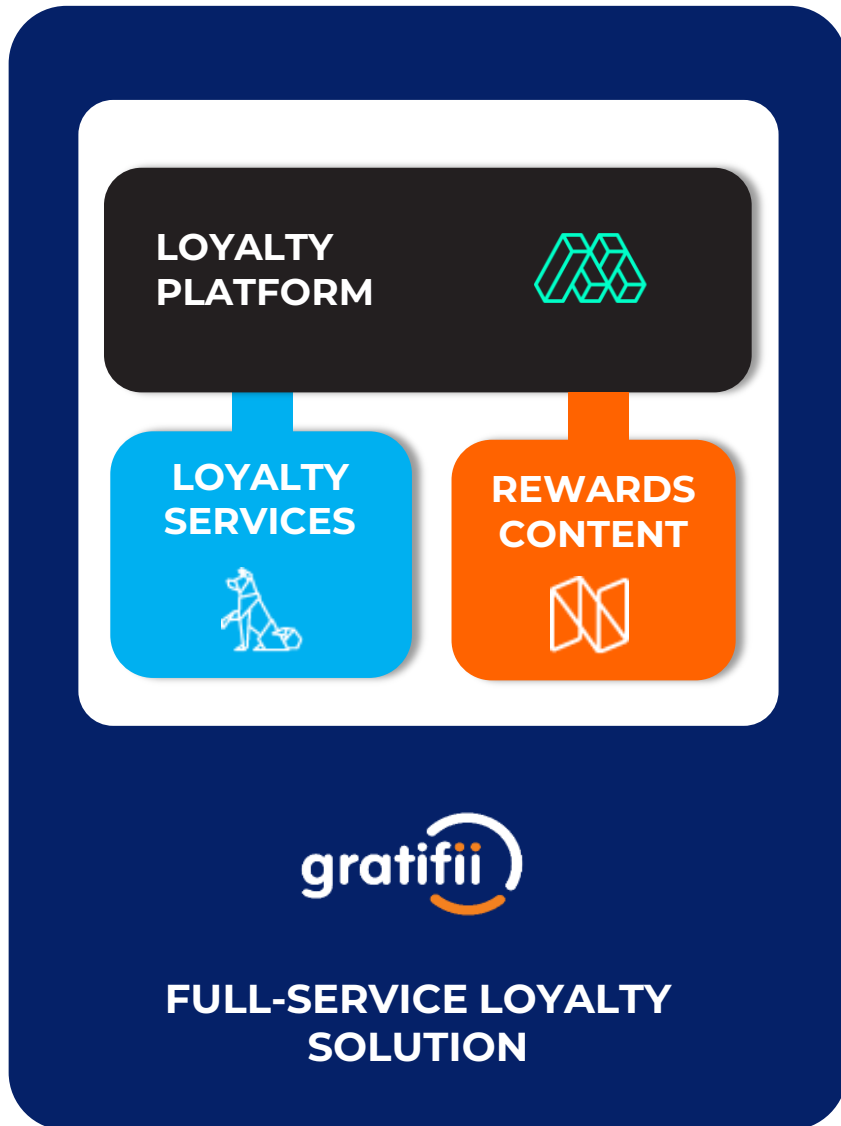 LOYALTY
PLATFORM
LOYALTY
SERVICES
REWARDS
CONTENT
gratifii
FULL-SERVICE LOYALTY
SOLUTION